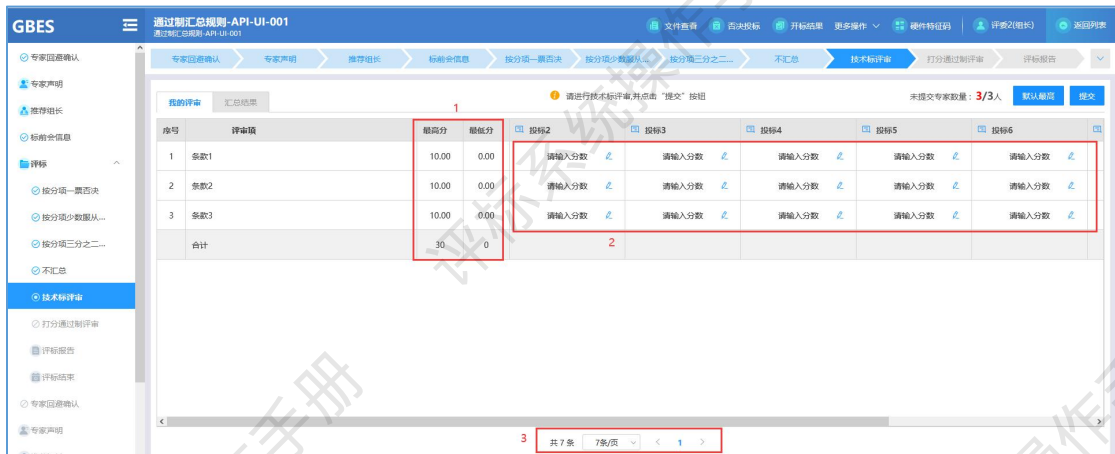 GBES
通过制汇总规则-API-UI-001
通过制汇总规则-API-UI-001
文件查看 否决投标 开标结果 更多操作 硬件特征码 评委2(组长) 返回列表
专家回避确认
专家声明
推荐组长
标前会信息
评标
按分项一票否决
按分项少数服从...
按分项三分之二...
不汇总
技术标评审
打分通过制评审
评标报告
评标结果
专家回避确认
专家声明
专家回避确认 专家声明 推荐组长 标前会信息 按分项一票否决 按分项少数服从... 按分项三分之二... 不汇总 技术标评审 打分通过制评审 评标报告
我的评审 汇总结果
请进行技术标评审,并点击 "提交" 按钮
未提交专家数量：3/3人 默认最高 提交
1
序号 评审项 最高分 最低分 投标2 投标3 投标4 投标5 投标6
1 条款1 10.00 0.00 请输入分数 请输入分数 请输入分数 请输入分数 请输入分数
2 条款2 10.00 0.00 请输入分数 请输入分数 请输入分数 请输入分数 请输入分数
3 条款3 10.00 0.00 请输入分数 请输入分数 请输入分数 请输入分数 请输入分数
合计 30 0
2
3
共 7 条 7条/页 < 1 >
评标系统操作手册